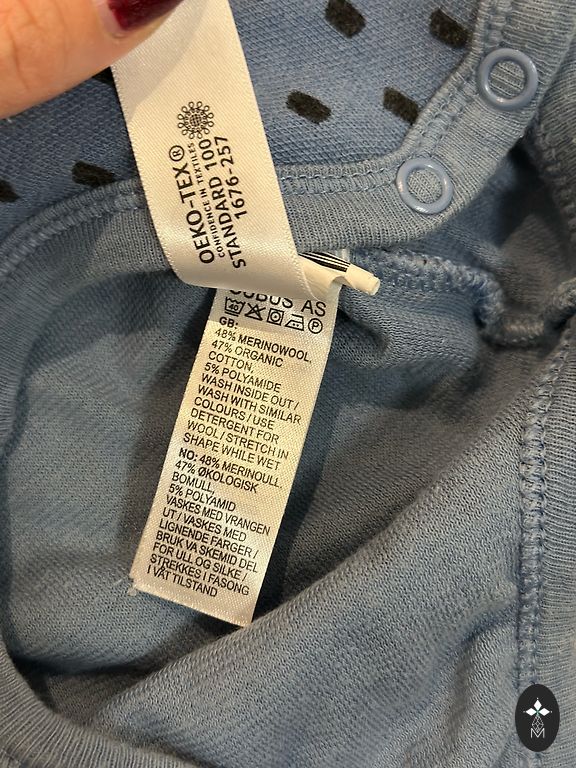 OEKO-TEX®
CONFIDENCE IN TEXTILES
STANDARD 100
1676-257
CUBUS AS
40 P
GB:
48% MERINOWOOL,
47% ORGANIC
COTTON,
5% POLYAMIDE
WASH INSIDE OUT /
WASH WITH SIMILAR
COLOURS / USE
DETERGENT FOR
WOOL / STRETCH IN
SHAPE WHILE WET
NO: 48% MERINOULL,
47% ØKOLOGISK
BOMULL,
5% POLYAMID
VASKES MED VRANGEN
UT / VASKES MED
LIGNENDE FARGER /
BRUK VASKEMIDDEL
FOR ULL OG SILKE /
STREKKES I FASONG
I VÅT TILSTAND
M